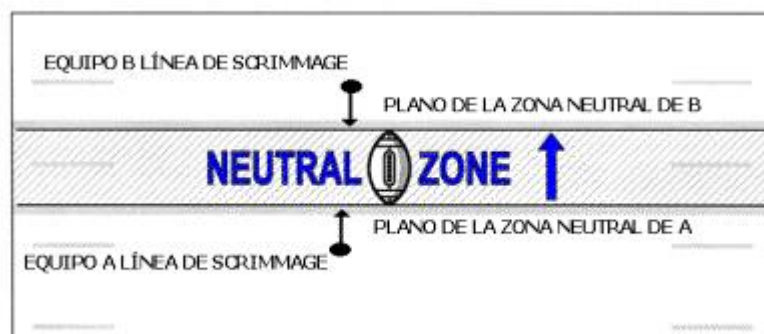 EQUIPO B LÍNEA DE SCRIMMAGE
PLANO DE LA ZONA NEUTRAL DE B
NEUTRAL ZONE
PLANO DE LA ZONA NEUTRAL DE A
EQUIPO A LÍNEA DE SCRIMMAGE